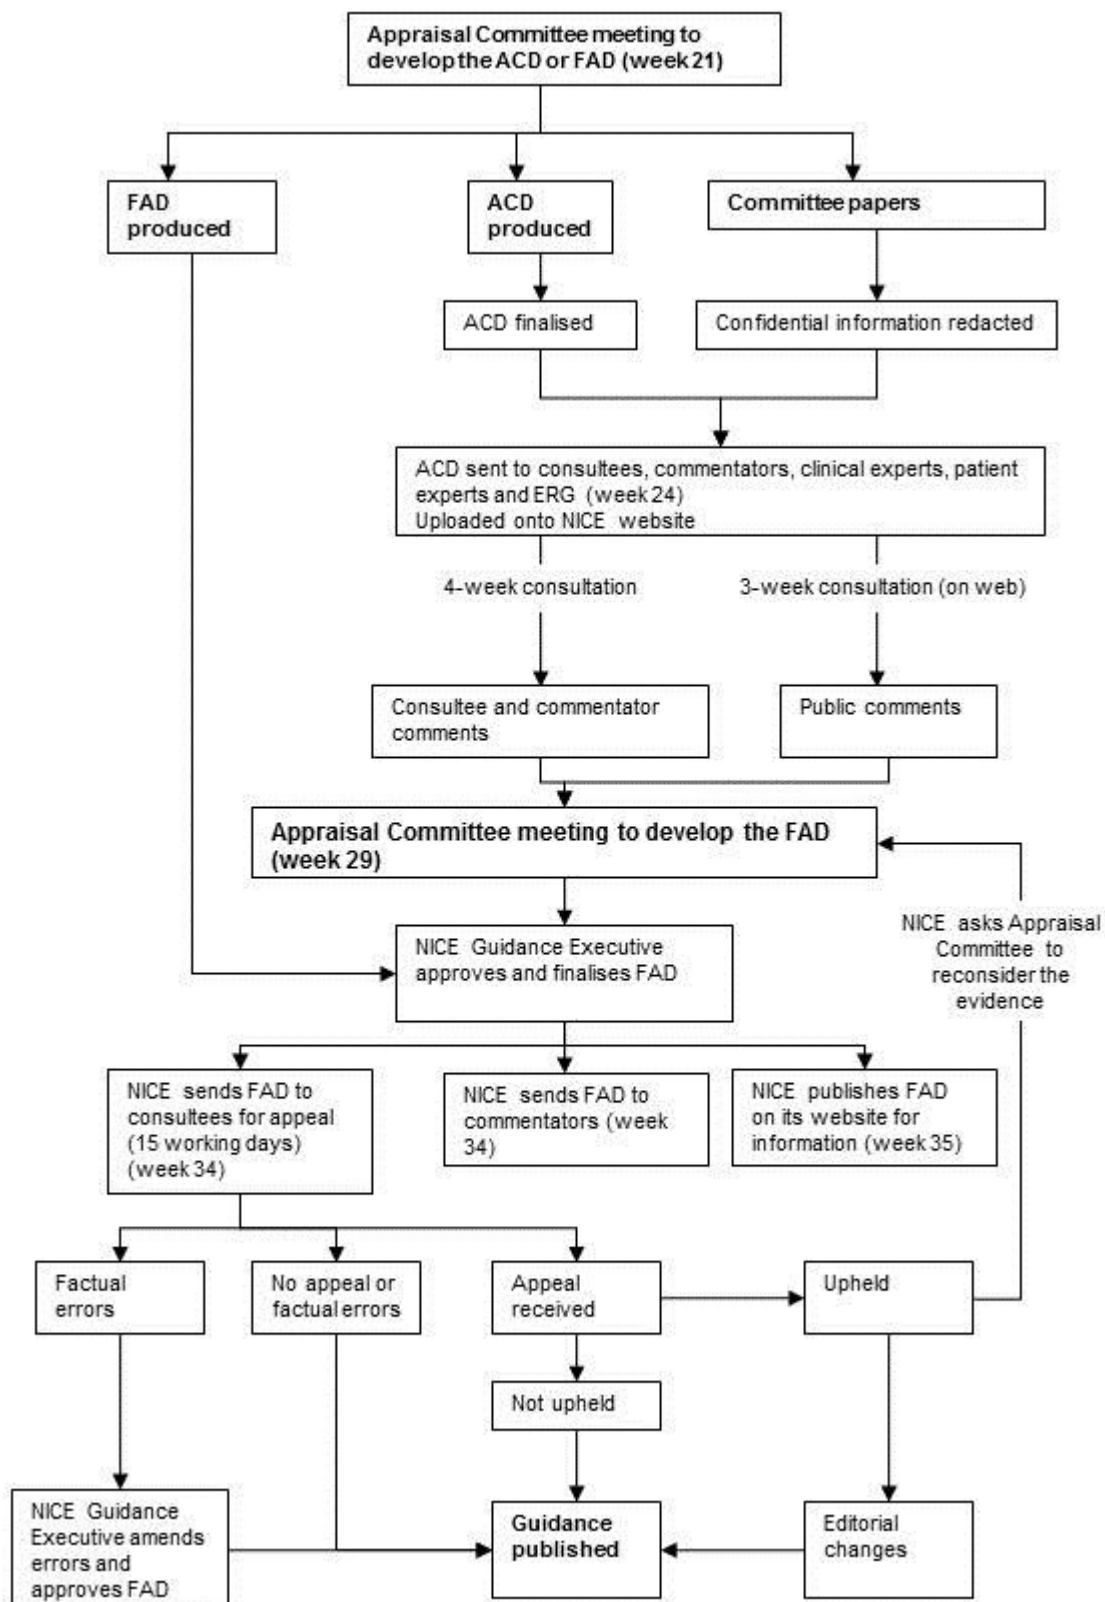 Appraisal Committee meeting to
develop the ACD or FAD (week 21)
FAD
produced
ACD
produced
Committee papers
ACD finalised
Confidential information redacted
ACD sent to consultees, commentators, clinical experts, patient
experts and ERG (week 24)
Uploaded onto NICE website
4-week consultation
3-week consultation (on web)
Consultee and commentator
comments
Public comments
Appraisal Committee meeting to develop the FAD
(week 29)
NICE asks Appraisal
Committee to
reconsider the
evidence
NICE Guidance Executive
approves and finalises FAD
NICE sends FAD to
consultees for appeal
(15 working days)
(week 34)
NICE sends FAD to
commentators (week
34)
NICE publishes FAD
on its website for
information (week 35)
Factual
errors
No appeal or
factual errors
Appeal
received
Upheld
Not upheld
NICE Guidance
Executive amends
errors and
approves FAD
Guidance
published
Editorial
changes